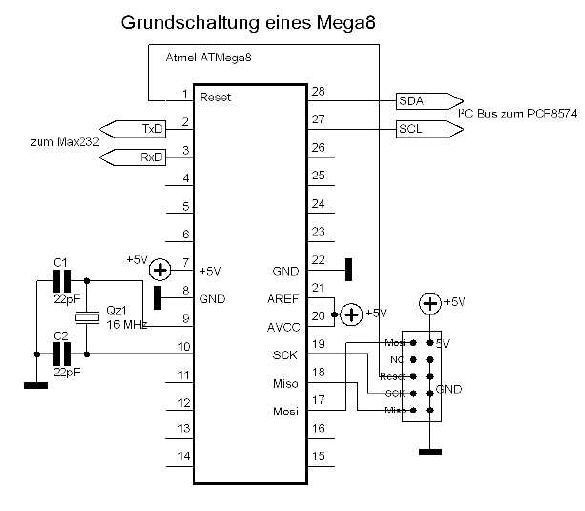 Grundschaltung eines Mega8
Atmel ATMega8
1 Reset 28 SDA
I²C Bus zum PCF8574
TxD 2 27 SCL
zum Max232
RxD 3 26
4 25
5 24
6 23
+5V 7 +5V GND 22
8 GND AREF 21
+5V
9 AVCC 20
C1
22pF
Qz1
16 MHz
C2
22pF
10 SCK 19
11 Miso 18
12 Mosi 17
13 16
14 15
+5V
Mosi 5V
NC
Reset
SCK GND
Miso